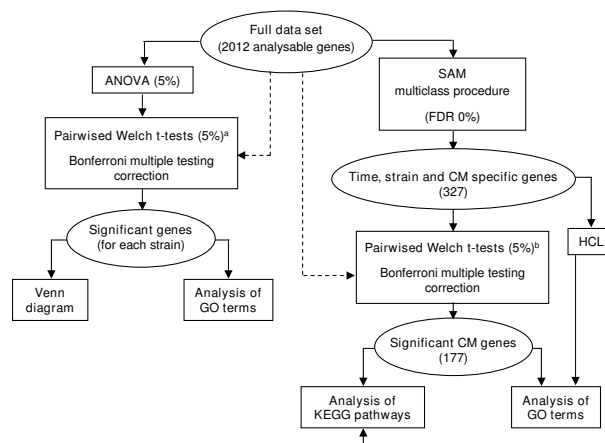 Full data set
(2012 analysable genes)
ANOVA (5%)
SAM
multiclass procedure
(FDR 0%)
Pairwised Welch t-tests (5%)ᵃ
Bonferroni multiple testing
correction
Time, strain and CM specific genes
(327)
Significant genes
(for each strain)
Pairwised Welch t-tests (5%)ᵇ
Bonferroni multiple testing
correction
HCL
Venn
diagram
Analysis of
GO terms
Significant CM genes
(177)
Analysis of
KEGG pathways
Analysis of
GO terms